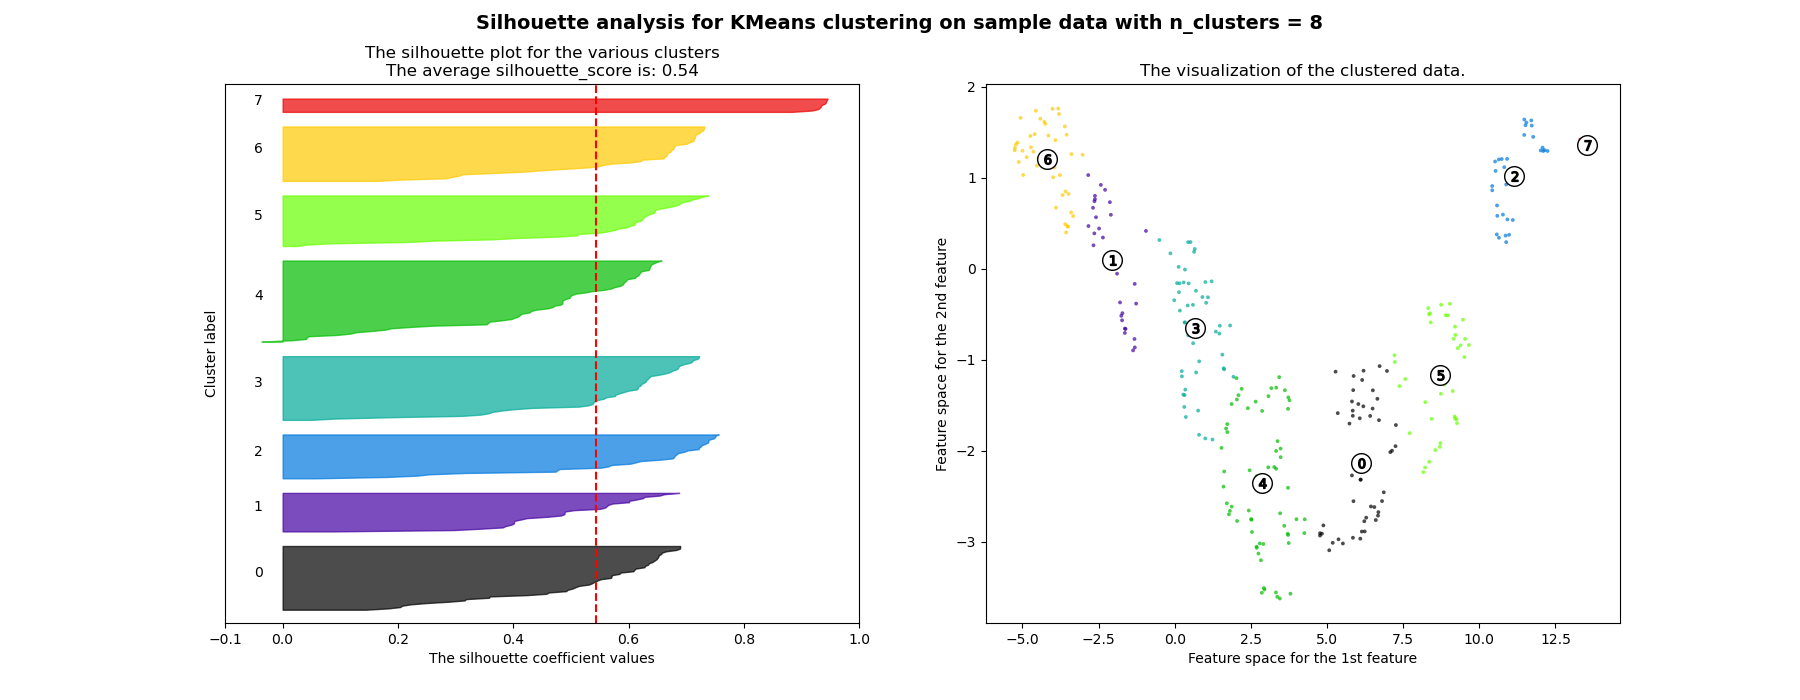 Silhouette analysis for KMeans clustering on sample data with n_clusters = 8
The silhouette plot for the various clusters
The average silhouette_score is: 0.54
Cluster label
7
6
5
4
3
2
1
0
−0.1 0.0 0.2 0.4 0.6 0.8 1.0
The silhouette coefficient values
The visualization of the clustered data.
Feature space for the 2nd feature
2
1
0
−1
−2
−3
6
7
2
1
3
5
0
4
−5.0 −2.5 0.0 2.5 5.0 7.5 10.0 12.5
Feature space for the 1st feature